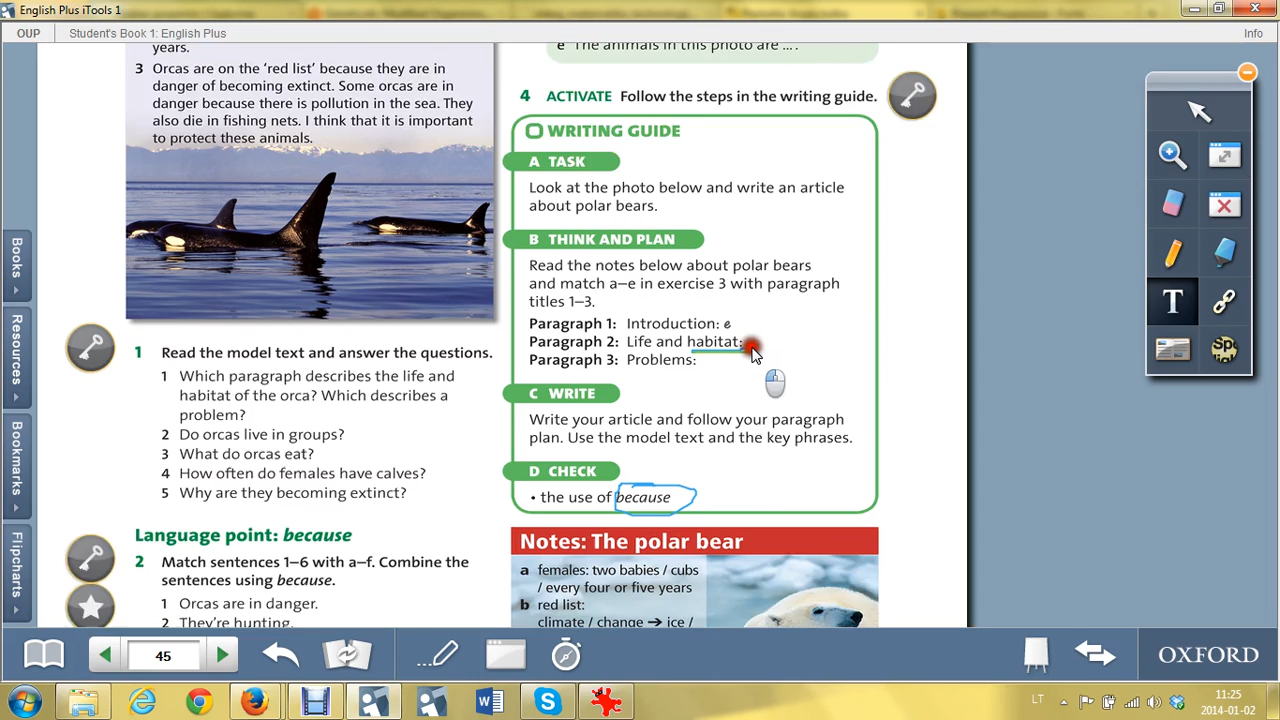 English Plus iTools 1
OUP
Student's Book 1: English Plus
Info
years.
3 Orcas are on the ‘red list’ because they are in
danger of becoming extinct. Some orcas are in
danger because there is pollution in the sea. They
also die in fishing nets. I think that it is important
to protect these animals.
1 Read the model text and answer the questions.
1 Which paragraph describes the life and
habitat of the orca? Which describes a
problem?
2 Do orcas live in groups?
3 What do orcas eat?
4 How often do females have calves?
5 Why are they becoming extinct?
Language point: because
2 Match sentences 1–6 with a–f. Combine the
sentences using because.
1 Orcas are in danger.
2 They're hunting.
e The animals in this photo are … .
4 ACTIVATE Follow the steps in the writing guide.
WRITING GUIDE
A TASK
Look at the photo below and write an article
about polar bears.
B THINK AND PLAN
Read the notes below about polar bears
and match a–e in exercise 3 with paragraph
titles 1–3.
Paragraph 1: Introduction: e
Paragraph 2: Life and habitat:
Paragraph 3: Problems:
C WRITE
Write your article and follow your paragraph
plan. Use the model text and the key phrases.
D CHECK
• the use of because
Notes: The polar bear
a females: two babies / cubs
/ every four or five years
b red list:
climate / change ➔ ice /
Books
Resources
Bookmarks
Flipcharts
T
Sp
45
OXFORD
LT
11:25
2014-01-02